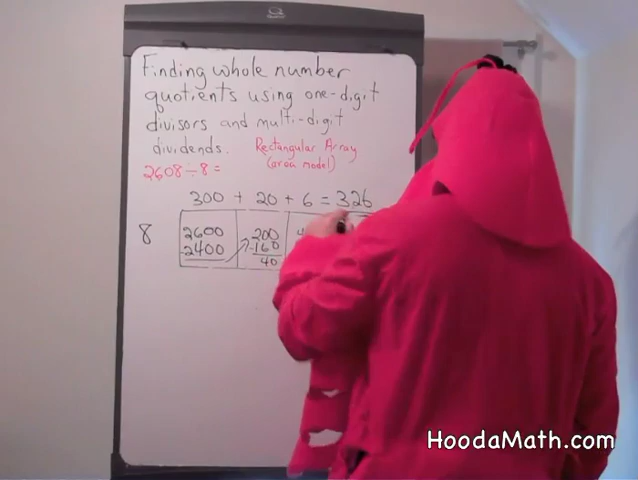 Finding whole number
quotients using one-digit
divisors and multi-digit
dividends. Rectangular Array
(area model)
2608÷8=
300 + 20 + 6 = 326
8
2600 200
-2400 -160
40
HoodaMath.com